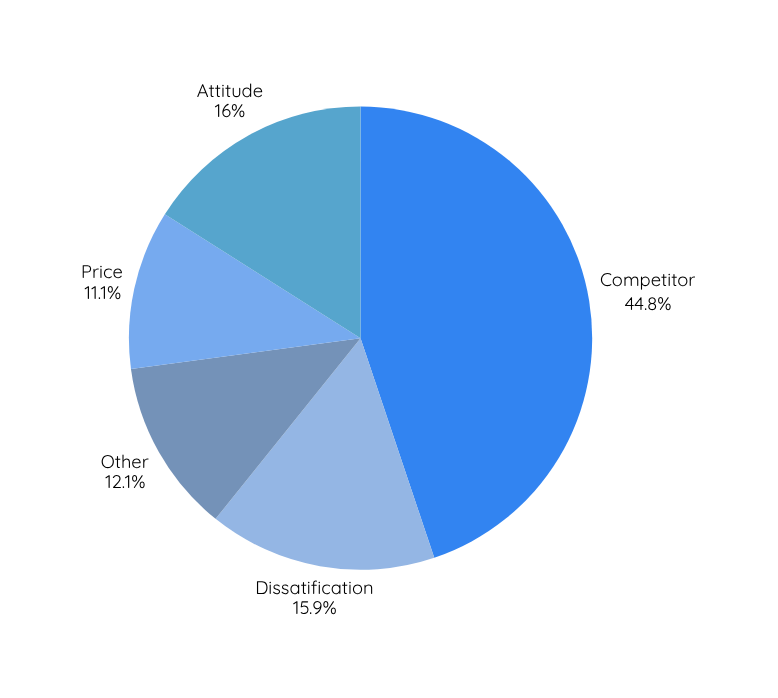 Attitude
16%
Competitor
44.8%
Price
11.1%
Other
12.1%
Dissatification
15.9%